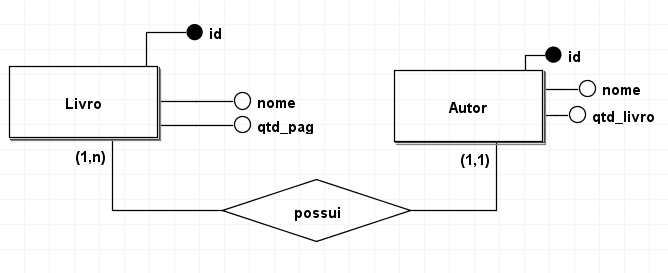 id
Livro
nome
qtd_pag
(1,n)
id
Autor
nome
qtd_livro
(1,1)
possui